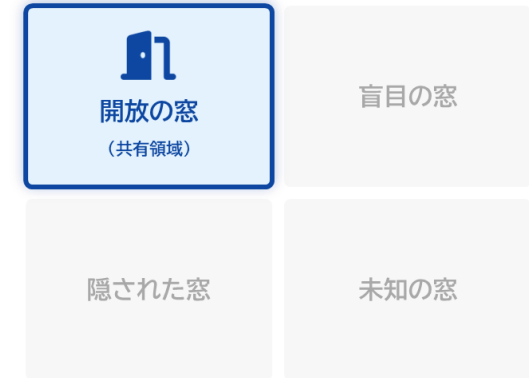 開放の窓
（共有領域）
盲目の窓
隠された窓
未知の窓